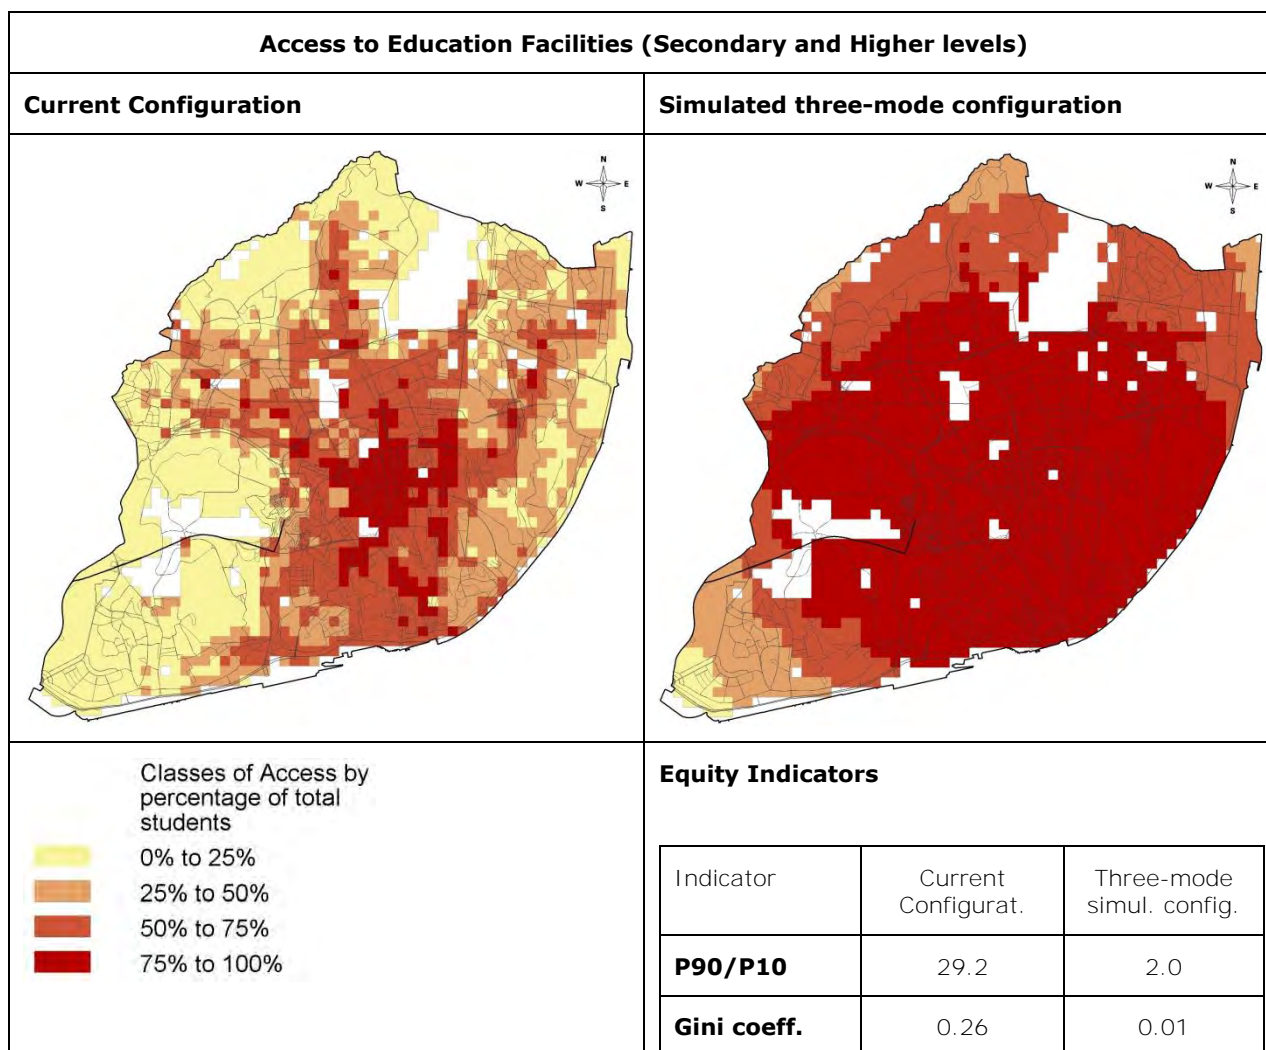 Access to Education Facilities (Secondary and Higher levels)
Current Configuration
Simulated three-mode configuration
N
W E
S
N
W E
S
Classes of Access by
percentage of total
students
0% to 25%
25% to 50%
50% to 75%
75% to 100%
Equity Indicators
Indicator Current Configurat. Three-mode simul. config.
P90/P10 29.2 2.0
Gini coeff. 0.26 0.01